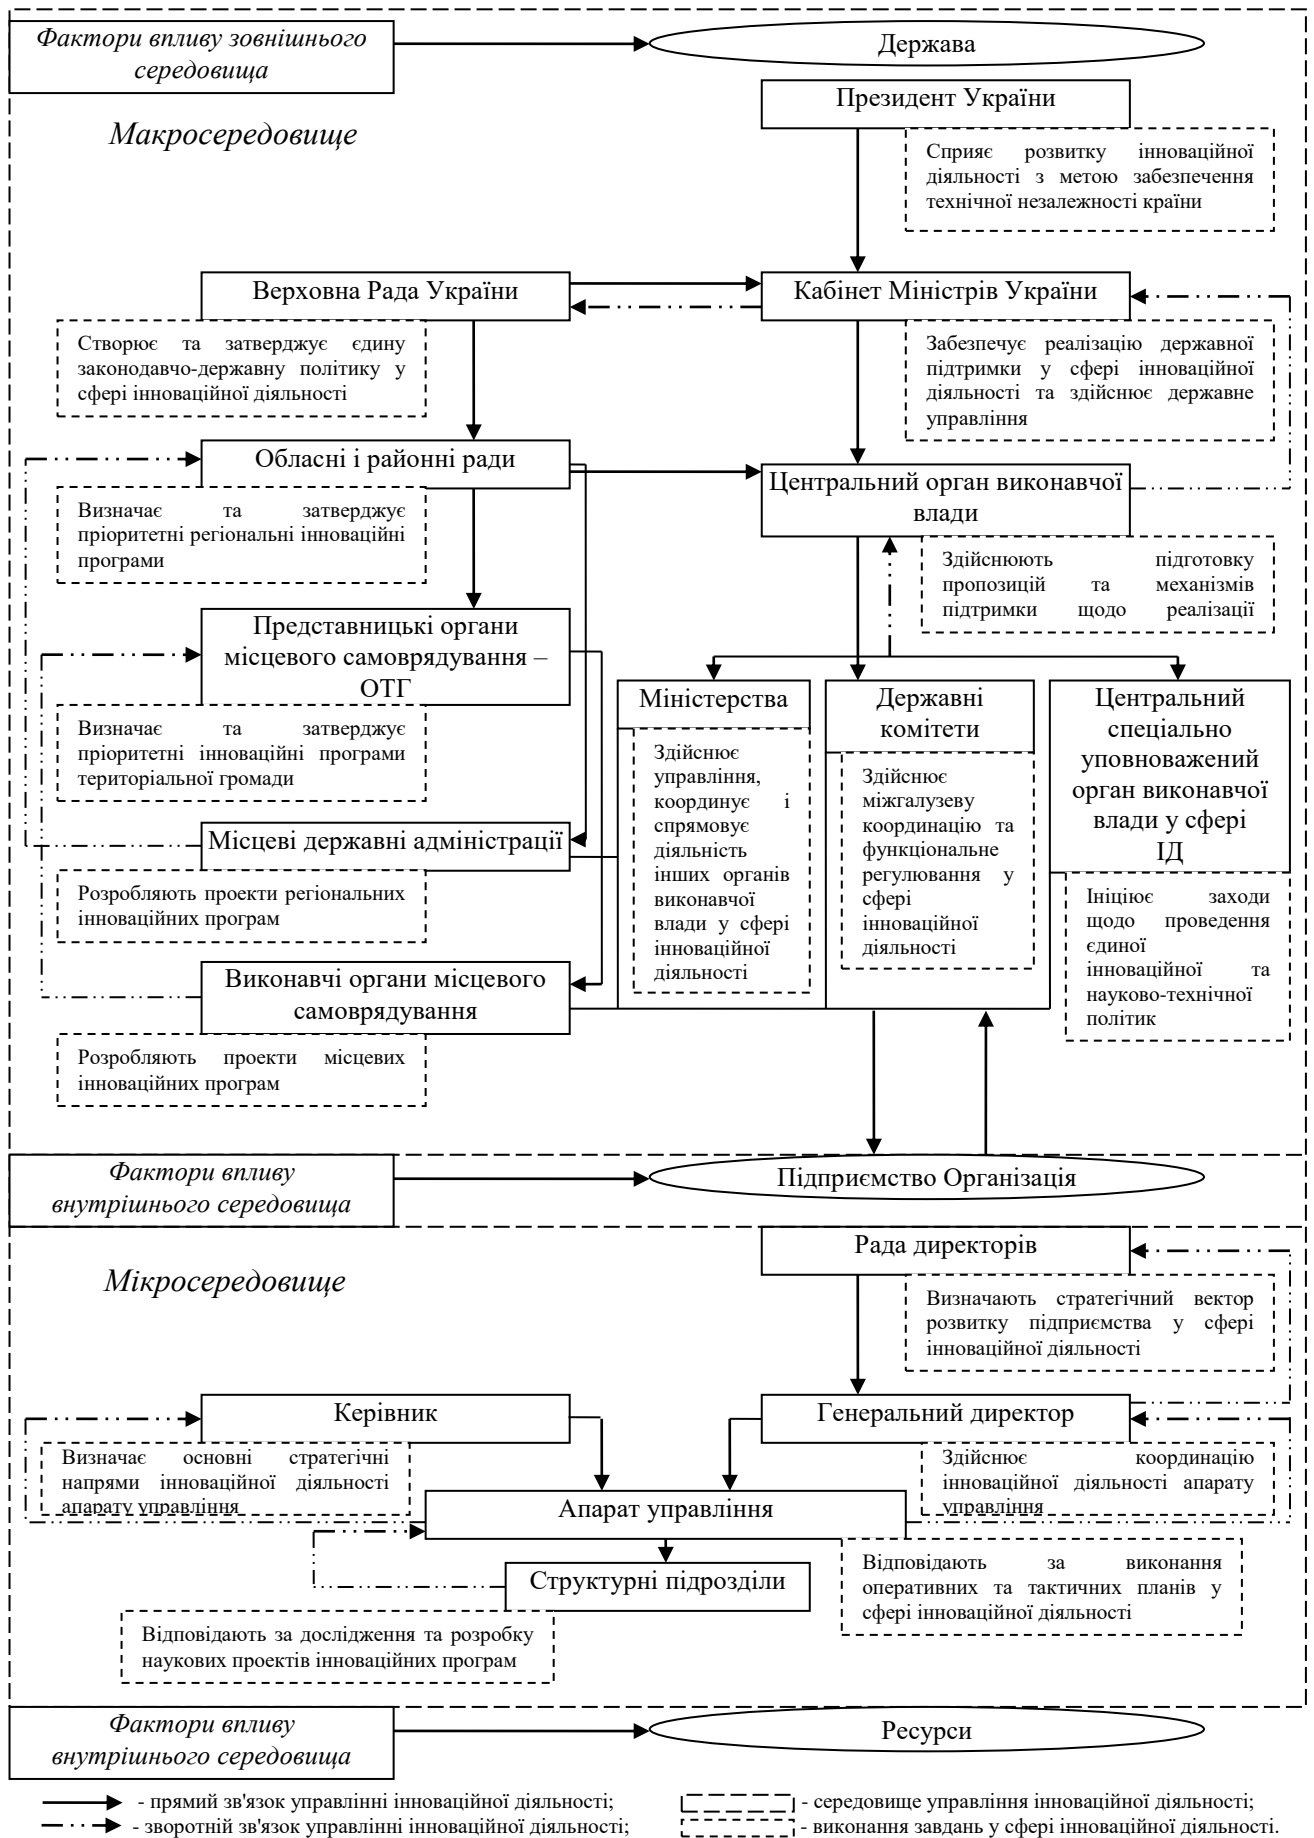 Фактори впливу зовнішнього
середовища
Держава
Президент України
Макросередовище
Сприяє розвитку інноваційної
діяльності з метою забезпечення
технічної незалежності країни
Верховна Рада України
Кабінет Міністрів України
Створює та затверджує єдину
законодавчо-державну політику у
сфері інноваційної діяльності
Забезпечує реалізацію державної
підтримки у сфері інноваційної
діяльності та здійснює державне
управління
Обласні і районні ради
Центральний орган виконавчої
влади
Визначає та затверджує
пріоритетні регіональні інноваційні
програми
Здійснюють підготовку
пропозицій та механізмів
підтримки щодо реалізації
Представницькі органи
місцевого самоврядування –
ОТГ
Визначає та затверджує
пріоритетні інноваційні програми
територіальної громади
Міністерства
Здійснює
управління,
координує і
спрямовує
діяльність
інших органів
виконавчої
влади у сфері
інноваційної
діяльності
Державні
комітети
Здійснює
міжгалузеву
координацію та
функціональне
регулювання у
сфері
інноваційної
діяльності
Центральний
спеціально
уповноважений
орган виконавчої
влади у сфері
ІД
Ініціює заходи
щодо проведення
єдиної
інноваційної та
науково-технічної
політик
Місцеві державні адміністрації
Розробляють проекти регіональних
інноваційних програм
Виконавчі органи місцевого
самоврядування
Розробляють проекти місцевих
інноваційних програм
Фактори впливу
внутрішнього середовища
Підприємство Організація
Рада директорів
Мікросередовище
Визначають стратегічний вектор
розвитку підприємства у сфері
інноваційної діяльності
Керівник
Генеральний директор
Визначає основні стратегічні
напрями інноваційної діяльності
апарату управління
Здійснює координацію
інноваційної діяльності апарату
управління
Апарат управління
Відповідають за виконання
оперативних та тактичних планів у
сфері інноваційної діяльності
Структурні підрозділи
Відповідають за дослідження та розробку
наукових проектів інноваційних програм
Фактори впливу
внутрішнього середовища
Ресурси
- прямий зв'язок управлінні інноваційної діяльності;
- зворотній зв'язок управлінні інноваційної діяльності;
- середовище управління інноваційної діяльності;
- виконання завдань у сфері інноваційної діяльності.